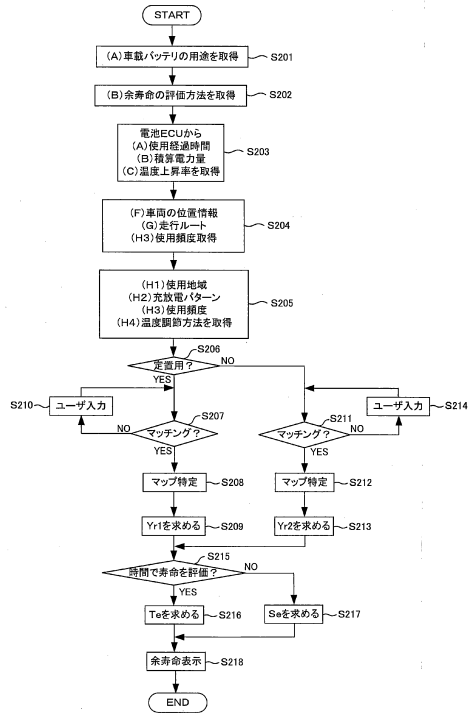 START
(A)車載バッテリの用途を取得
S201
(B)余寿命の評価方法を取得
S202
電池ECUから
(A)使用経過時間
(B)積算電力量
(C)温度上昇率を取得
S203
(F)車両の位置情報
(G)走行ルート
(H3)使用頻度取得
S204
(H1)使用地域
(H2)充放電パターン
(H3)使用頻度
(H4)温度調節方法を取得
S205
S206
定置用?
NO
YES
S210
ユーザ入力
S207
マッチング?
NO
YES
S211
マッチング?
NO
YES
ユーザ入力
S214
マップ特定
S208
マップ特定
S212
Yr1を求める
S209
Yr2を求める
S213
S215
時間で寿命を評価?
NO
YES
Teを求める
S216
Seを求める
S217
余寿命表示
S218
END